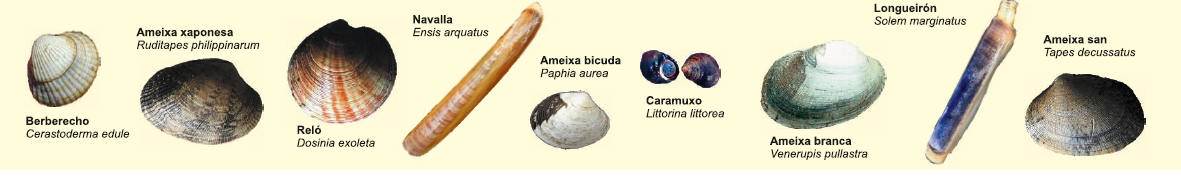 Berberecho
Cerastoderma edule
Ameixa xaponesa
Ruditapes philippinarum
Reló
Dosinia exoleta
Navalla
Ensis arquatus
Ameixa bicuda
Paphia aurea
Caramuxo
Littorina littorea
Ameixa branca
Venerupis pullastra
Longueirón
Solem marginatus
Ameixa san
Tapes decussatus